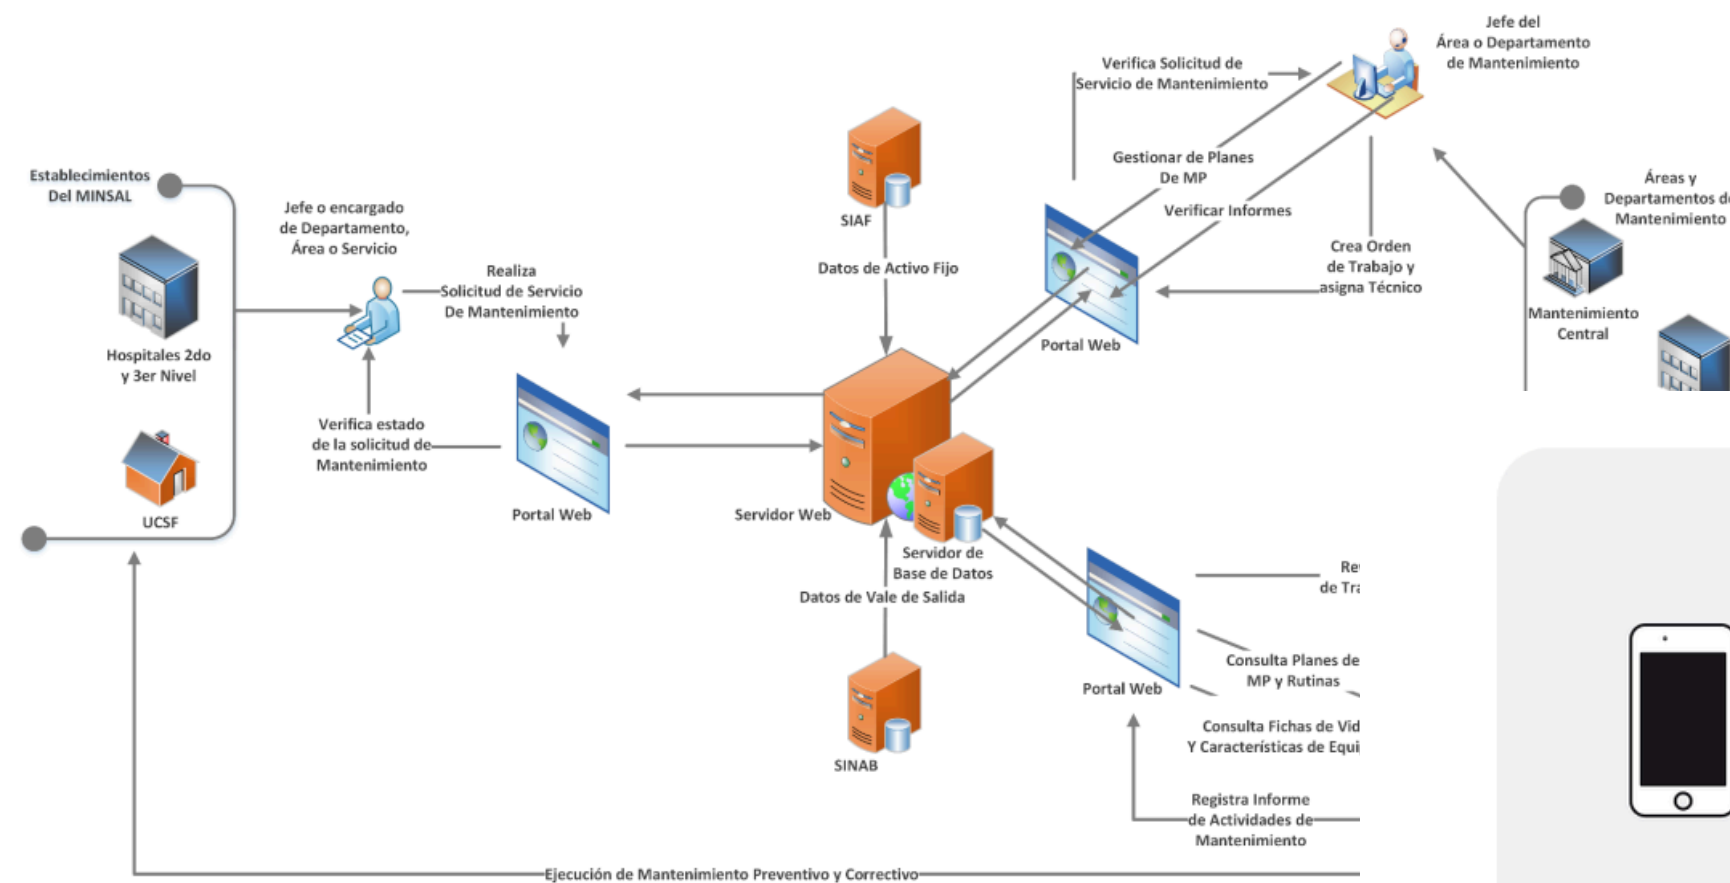 Establecimientos
Del MINSAL
Hospitales 2do
y 3er Nivel
UCSF
Jefe o encargado
de Departamento,
Área o Servicio
Realiza
Solicitud de Servicio
De Mantenimiento
Verifica estado
de la solicitud de
Mantenimiento
Portal Web
SIAF
Datos de Activo Fijo
Servidor Web
Servidor de
Base de Datos
Datos de Vale de Salida
SINAB
Verifica Solicitud de
Servicio de Mantenimiento
Jefe del
Área o Departamento
de Mantenimiento
Gestionar de Planes
De MP
Verificar Informes
Crea Orden
de Trabajo y
asigna Técnico
Portal Web
Áreas y
Departamentos
Mantenimiento
Mantenimiento
Central
Portal Web
de
Consulta Planes de
MP y Rutinas
Consulta Fichas de
Y Características de
Registra Informe
de Actividades de
Mantenimiento
Ejecución de Mantenimiento Preventivo y Correctivo